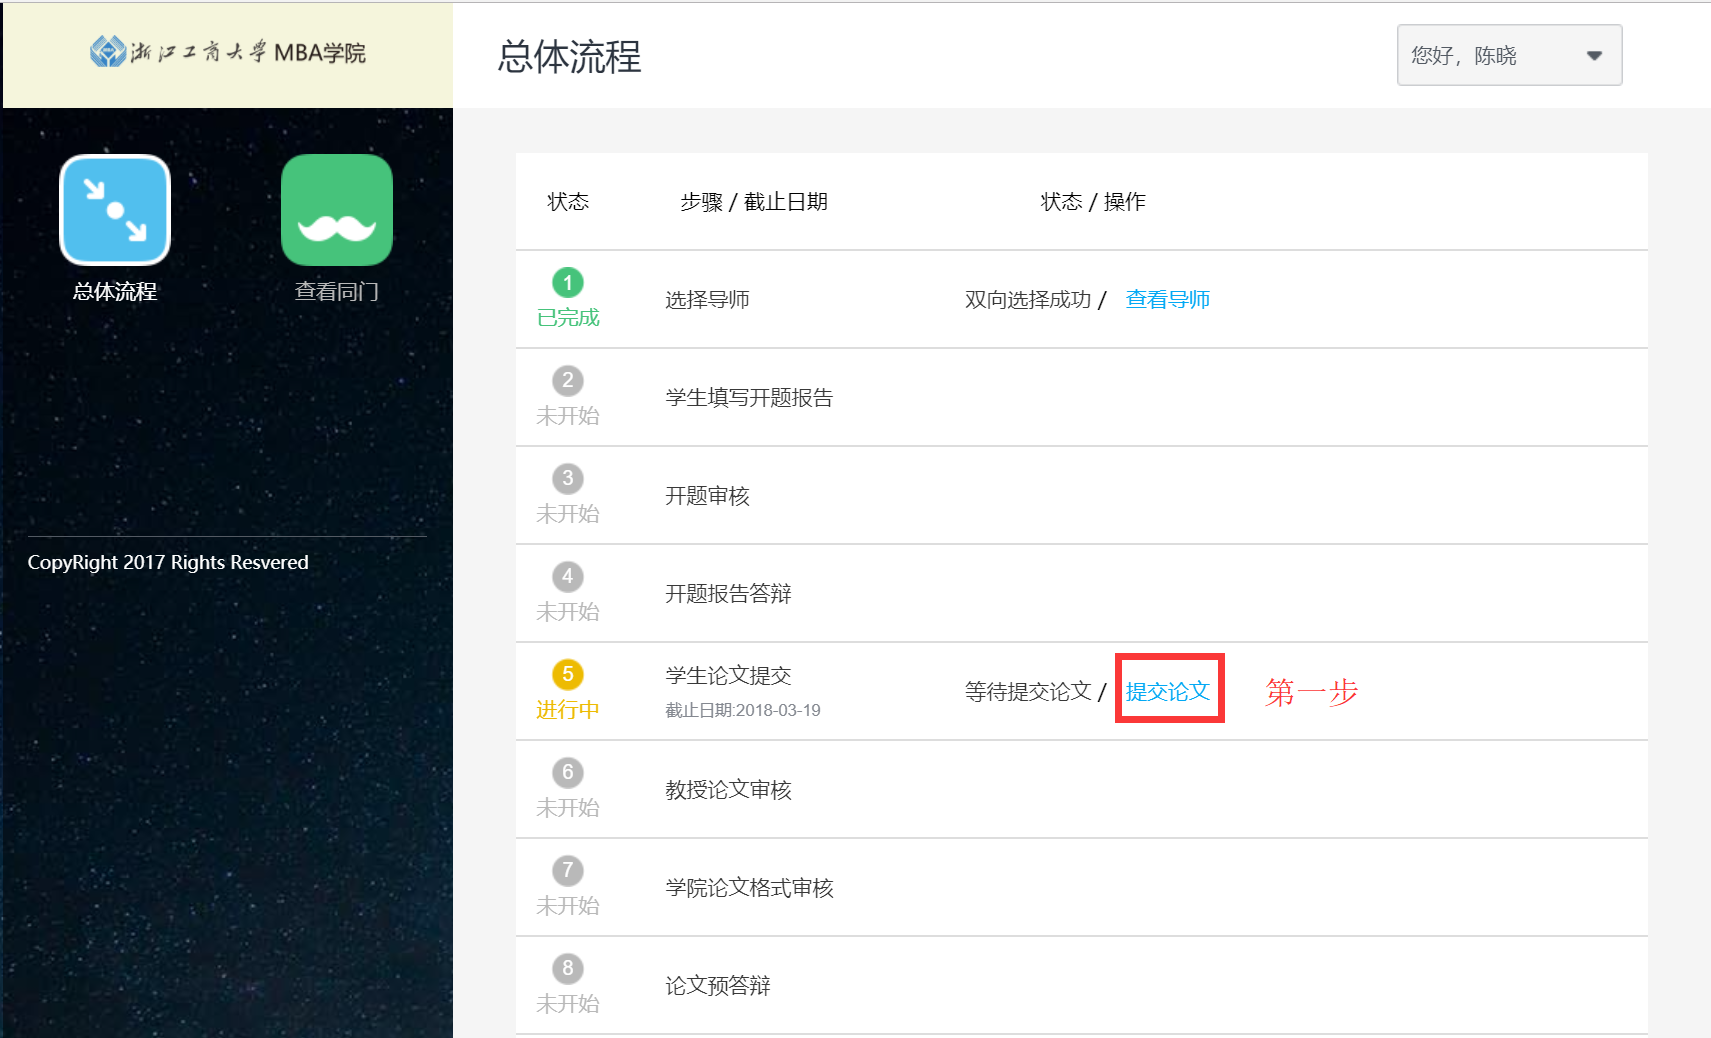 浙江工商大学 MBA学院
总体流程
您好，陈晓
总体流程
查看同门
CopyRight 2017 Rights Resvered
状态 步骤 / 截止日期 状态 / 操作
1
已完成
选择导师
双向选择成功 / 查看导师
2
未开始
学生填写开题报告
3
未开始
开题审核
4
未开始
开题报告答辩
5
进行中
学生论文提交
截止日期:2018-03-19
等待提交论文 / 提交论文
第一步
6
未开始
教授论文审核
7
未开始
学院论文格式审核
8
未开始
论文预答辩